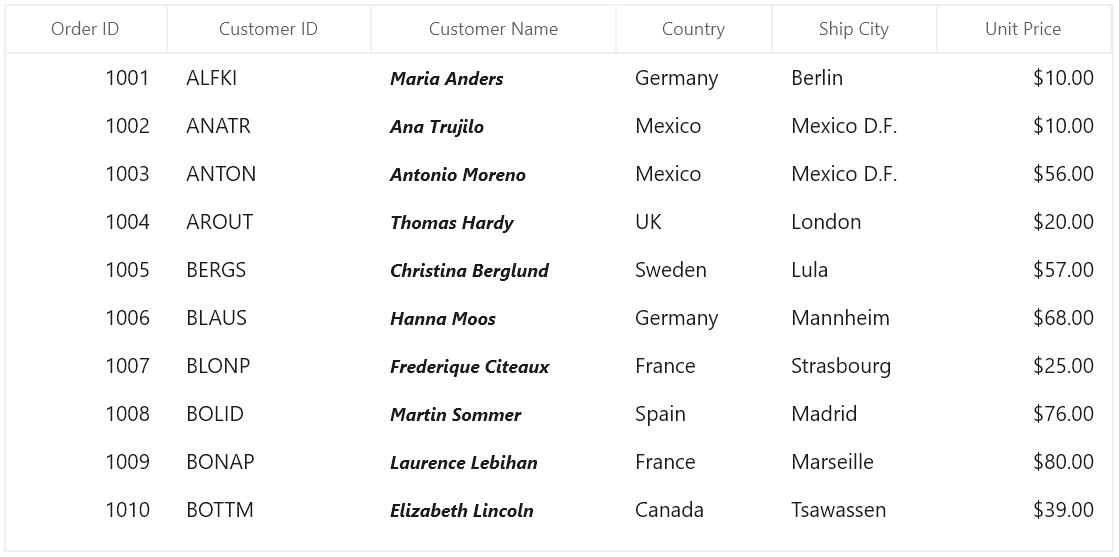 Order ID Customer ID Customer Name Country Ship City Unit Price
1001 ALFKI Maria Anders Germany Berlin $10.00
1002 ANATR Ana Trujilo Mexico Mexico D.F. $10.00
1003 ANTON Antonio Moreno Mexico Mexico D.F. $56.00
1004 AROUT Thomas Hardy UK London $20.00
1005 BERGS Christina Berglund Sweden Lula $57.00
1006 BLAUS Hanna Moos Germany Mannheim $68.00
1007 BLONP Frederique Citeaux France Strasbourg $25.00
1008 BOLID Martin Sommer Spain Madrid $76.00
1009 BONAP Laurence Lebihan France Marseille $80.00
1010 BOTTM Elizabeth Lincoln Canada Tsawassen $39.00